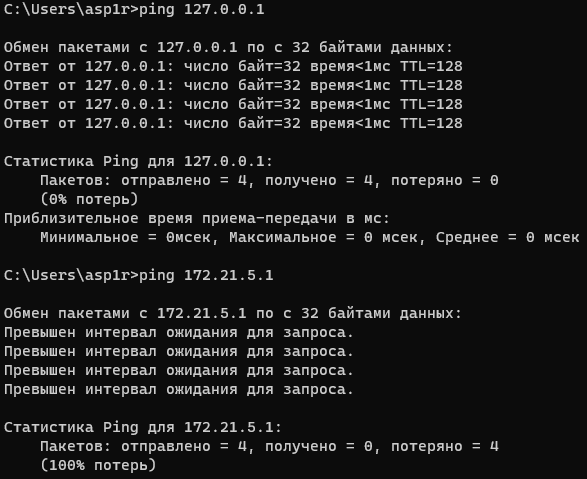 C:\Users\asp1r>ping 127.0.0.1
Обмен пакетами с 127.0.0.1 по с 32 байтами данных:
Ответ от 127.0.0.1: число байт=32 время<1мс TTL=128
Ответ от 127.0.0.1: число байт=32 время<1мс TTL=128
Ответ от 127.0.0.1: число байт=32 время<1мс TTL=128
Ответ от 127.0.0.1: число байт=32 время<1мс TTL=128
Статистика Ping для 127.0.0.1:
    Пакетов: отправлено = 4, получено = 4, потеряно = 0
    (0% потерь)
Приблизительное время приема-передачи в мс:
    Минимальное = 0мсек, Максимальное = 0 мсек, Среднее = 0 мсек
C:\Users\asp1r>ping 172.21.5.1
Обмен пакетами с 172.21.5.1 по с 32 байтами данных:
Превышен интервал ожидания для запроса.
Превышен интервал ожидания для запроса.
Превышен интервал ожидания для запроса.
Превышен интервал ожидания для запроса.
Статистика Ping для 172.21.5.1:
    Пакетов: отправлено = 4, получено = 0, потеряно = 4
    (100% потерь)